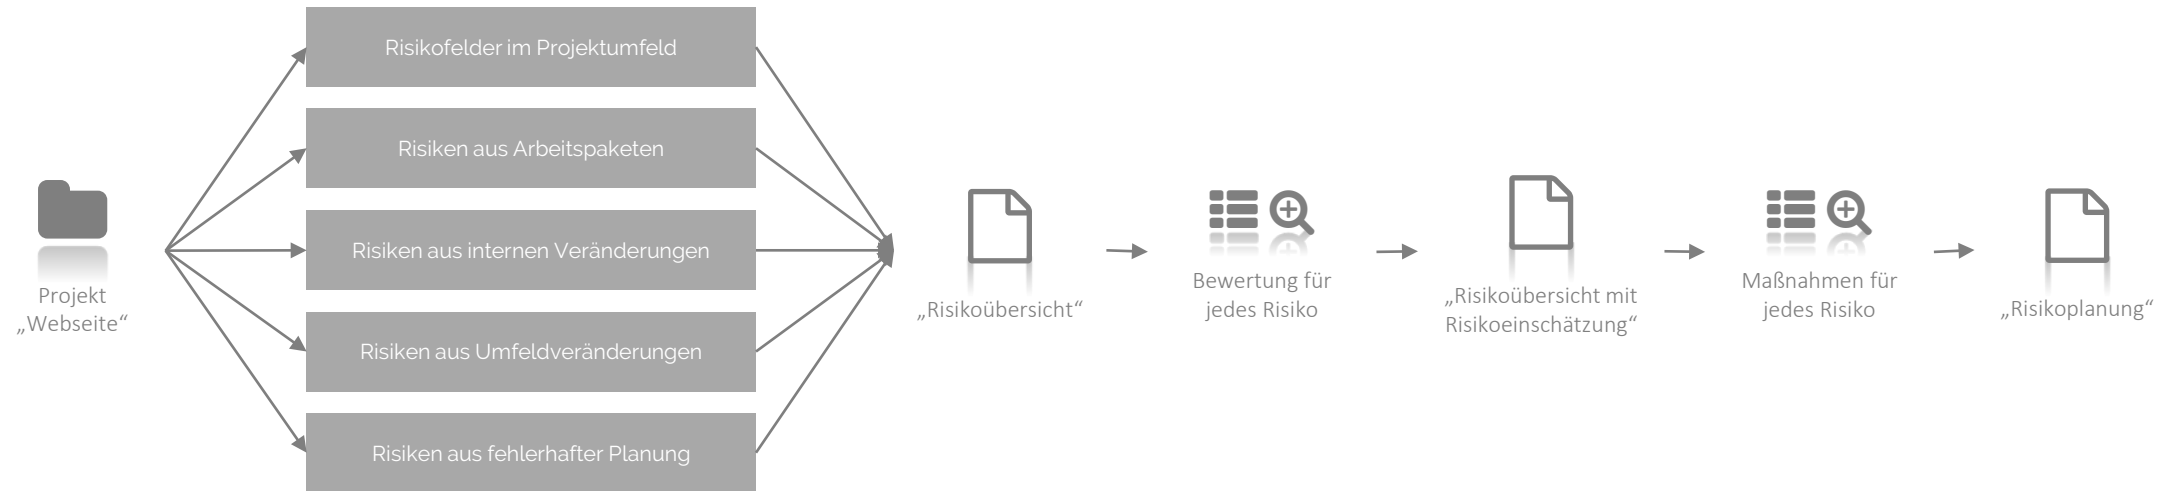 Projekt
„Webseite“
Risikofelder im Projektumfeld
Risiken aus Arbeitspaketen
Risiken aus internen Veränderungen
Risiken aus Umfeldveränderungen
Risiken aus fehlerhafter Planung
„Risikoübersicht“
Bewertung für
jedes Risiko
„Risikoübersicht mit
Risikoeinschätzung“
Maßnahmen für
jedes Risiko
„Risikoplanung“